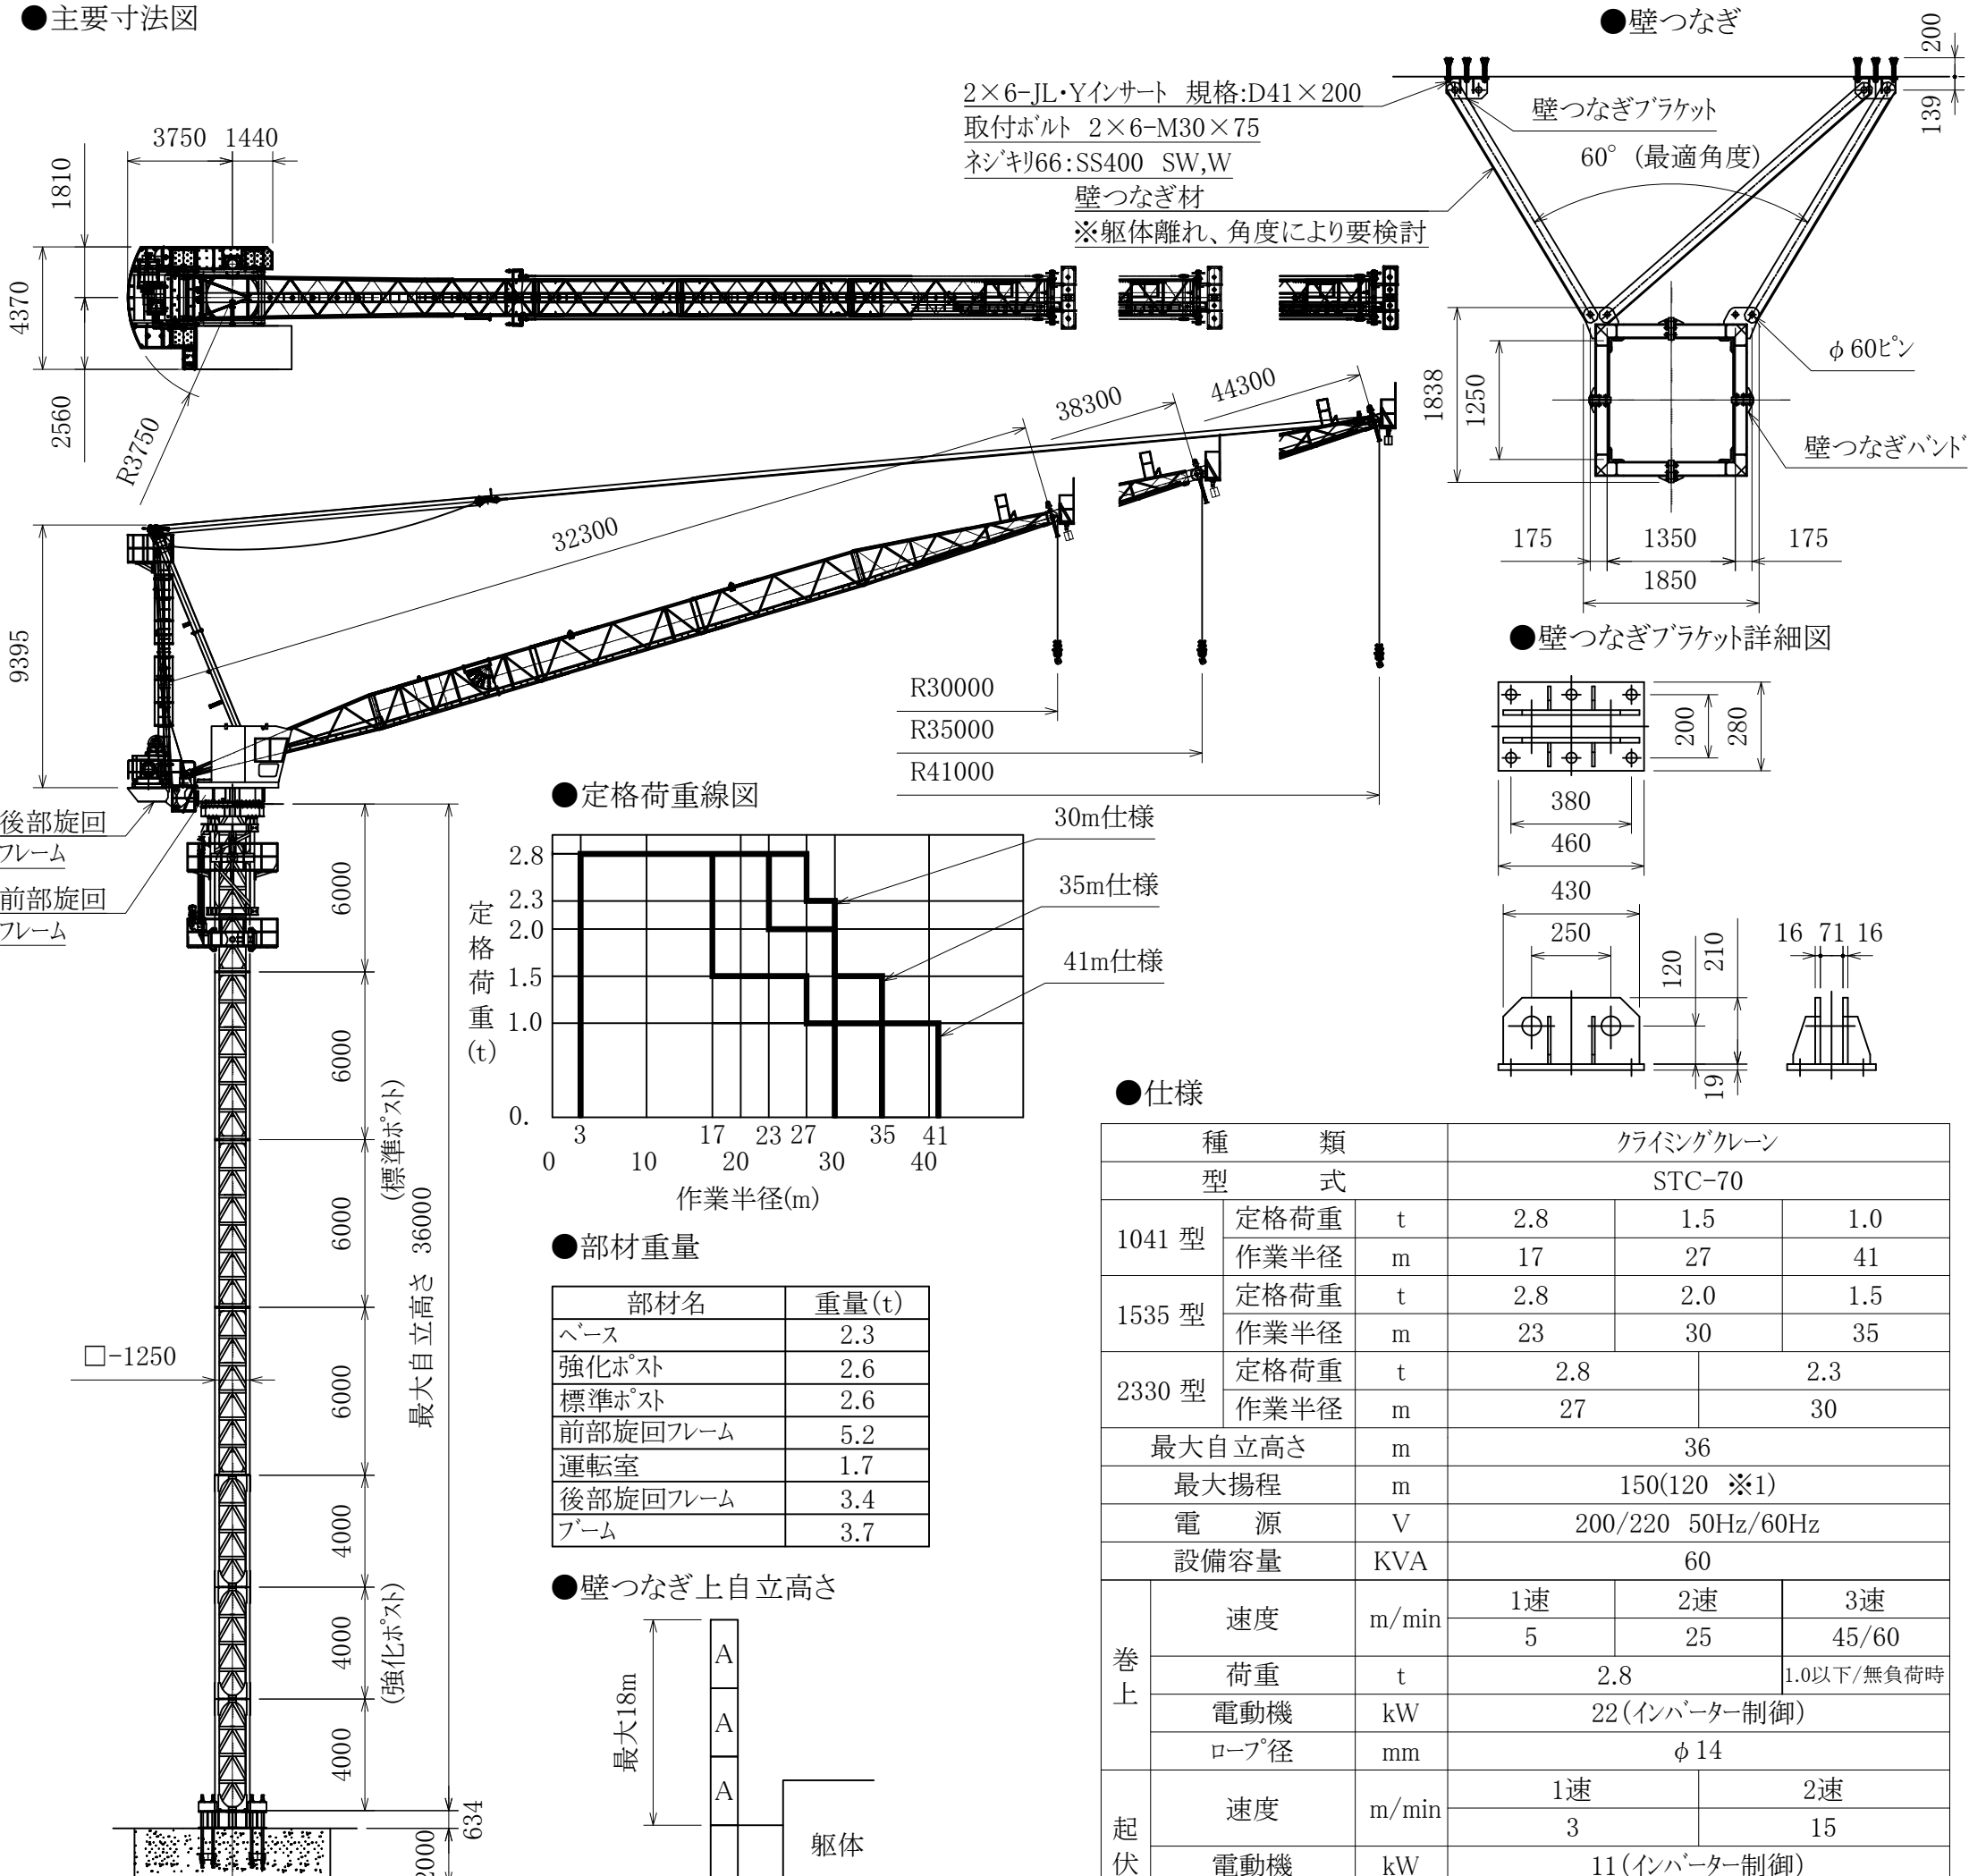 ●主要寸法図
3750 1440
1810
4370
2560
R3750
●壁つなぎ
200
139
2×6-JL・Yインサート 規格:D41×200
取付ボルト 2×6-M30×75
ネジキリ66:SS400 SW,W
壁つなぎ材
※躯体離れ、角度により要検討
壁つなぎブラケット
60° (最適角度)
φ60ピン
壁つなぎバンド
1838
1250
175 1350 175
1850
32300
38300
44300
9395
R30000
R35000
R41000
後部旋回
フレーム
前部旋回
フレーム
6000
6000
6000
6000
4000
4000
4000
(標準ポスト)
(強化ポスト)
最大自立高さ 36000
□-1250
634
2000
●壁つなぎブラケット詳細図
200
280
380
460
430
250
120
210
19
16 71 16
●定格荷重線図
30m仕様
35m仕様
41m仕様
定格荷重(t)
2.8
2.3
2.0
1.5
1.0
0.
3 17 23 27 35 41
0 10 20 30 40
作業半径(m)
●部材重量
部材名 重量(t)
ベース 2.3
強化ポスト 2.6
標準ポスト 2.6
前部旋回フレーム 5.2
運転室 1.7
後部旋回フレーム 3.4
ブーム 3.7
●壁つなぎ上自立高さ
最大18m
A
A
A
躯体
●仕様
種 類 クライミングクレーン
型 式 STC-70
1041 型 定格荷重 t 2.8 1.5 1.0
作業半径 m 17 27 41
1535 型 定格荷重 t 2.8 2.0 1.5
作業半径 m 23 30 35
2330 型 定格荷重 t 2.8 2.3
作業半径 m 27 30
最大自立高さ m 36
最大揚程 m 150(120 ※1)
電 源 V 200/220 50Hz/60Hz
設備容量 KVA 60
巻上 速度 m/min 1速 2速 3速
5 25 45/60
荷重 t 2.8 1.0以下/無負荷時
電動機 kW 22(インバーター制御)
ロープ径 mm φ14
起伏 速度 m/min 1速 2速
3 15
電動機 kW 11(インバーター制御)